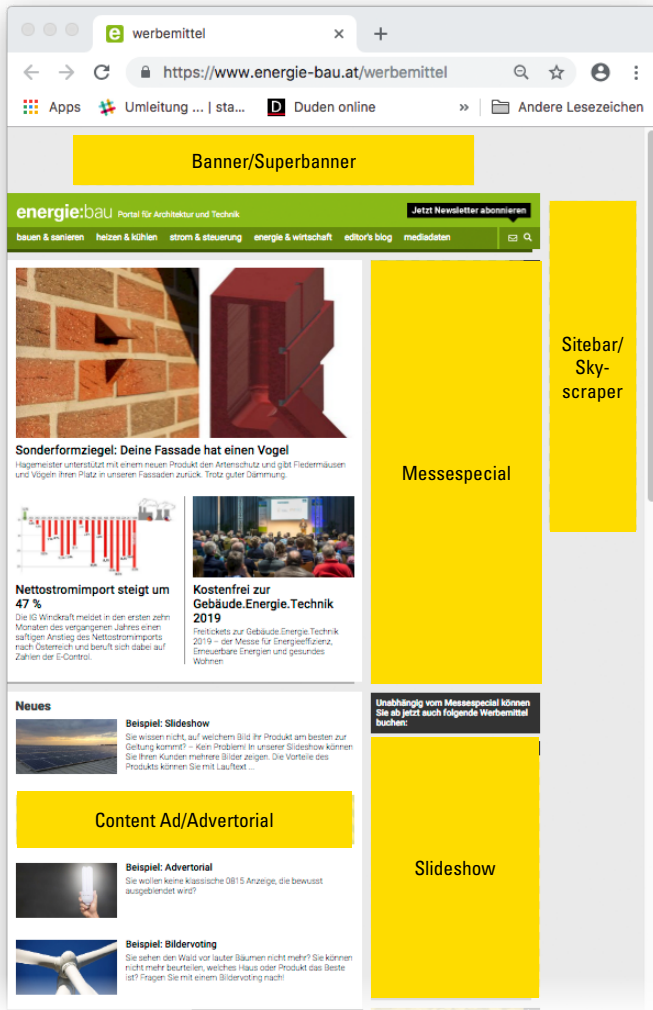 werbemittel
https://www.energie-bau.at/werbemittel
Apps
Umleitung ... | sta...
D
Duden online
»
Andere Lesezeichen
Banner/Superbanner
energie:bau Portal für Architektur und Technik
Jetzt Newsletter abonnieren
bauen & sanieren heizen & kühlen strom & steuerung energie & wirtschaft editor's blog mediadaten
Sitebar/
Sky-
scraper
Messespecial
Sonderformziegel: Deine Fassade hat einen Vogel
Hagemeister unterstützt mit einem neuen Produkt den Artenschutz und gibt Fledermäusen
und Vögeln ihren Platz in unseren Fassaden zurück. Trotz guter Dämmung.
Nettostromimport steigt um
47 %
Die IG Windkraft meldet in den ersten zehn
Monaten des vergangenen Jahres einen
saftigen Anstieg des Nettostromimports
nach Österreich und beruft sich dabei auf
Zahlen der E-Control.
Kostenfrei zur
Gebäude.Energie.Technik
2019
Freitickets zur Gebäude.Energie.Technik
2019 – der Messe für Energieeffizienz,
Erneuerbare Energien und gesundes
Wohnen
Neues
Beispiel: Slideshow
Sie wissen nicht, auf welchem Bild ihr Produkt am besten zur
Geltung kommt? – Kein Problem! In unserer Slideshow können
Sie Ihren Kunden mehrere Bilder zeigen. Die Vorteile des
Produkts können Sie mit Lauftext ...
Content Ad/Advertorial
Beispiel: Advertorial
Sie wollen keine klassische 0815 Anzeige, die bewusst
ausgeblendet wird?
Beispiel: Bildervoting
Sie sehen den Wald vor lauter Bäumen nicht mehr? Sie können
nicht mehr beurteilen, welches Haus oder Produkt das Beste
ist? Fragen Sie mit einem Bildervoting nach!
Unabhängig vom Messespecial können
Sie ab jetzt auch folgende Werbemittel
buchen:
Slideshow